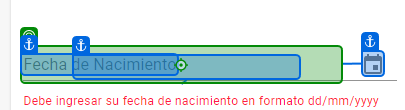 Fecha de Nacimiento
Debe ingresar su fecha de nacimiento en formato dd/mm/yyyy